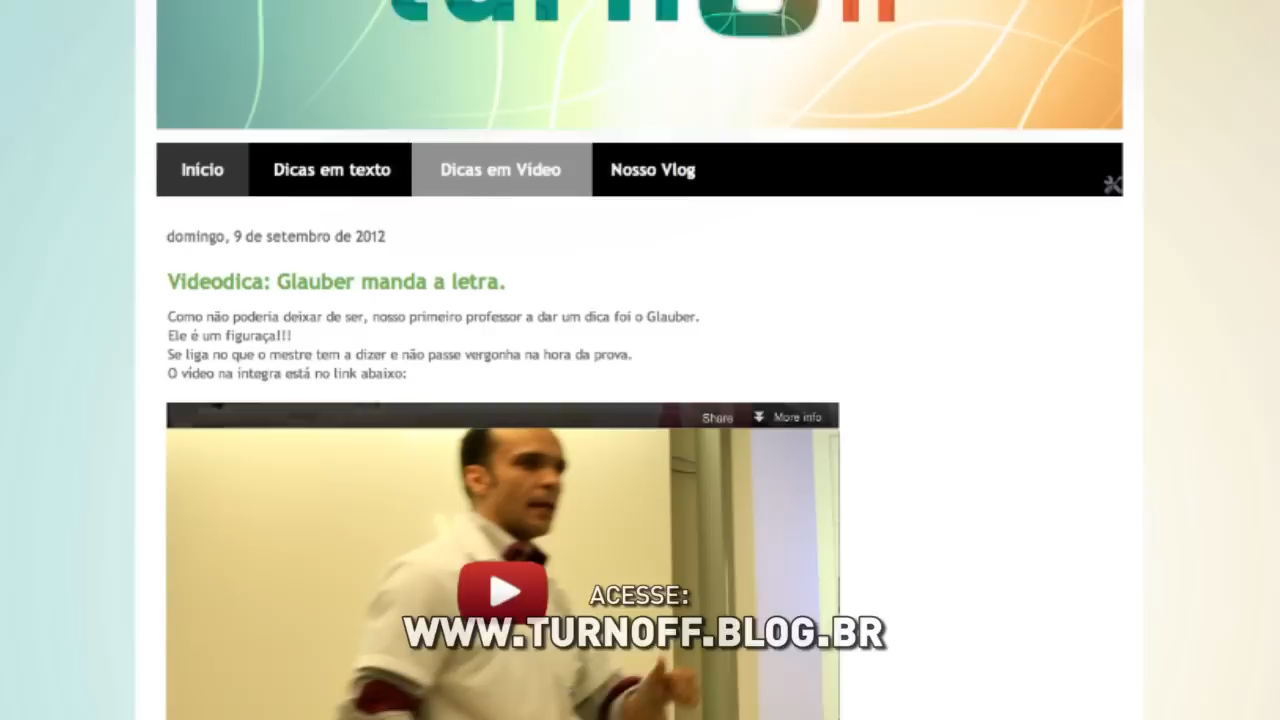 turnoff
Início Dicas em texto Dicas em Vídeo Nosso Vlog
domingo, 9 de setembro de 2012
Videodica: Glauber manda a letra.
Como não poderia deixar de ser, nosso primeiro professor a dar um dica foi o Glauber.
Ele é um figuraça!!!
Se liga no que o mestre tem a dizer e não passe vergonha na hora da prova.
O vídeo na íntegra está no link abaixo:
Share More info
ACESSE:
WWW.TURNOFF.BLOG.BR